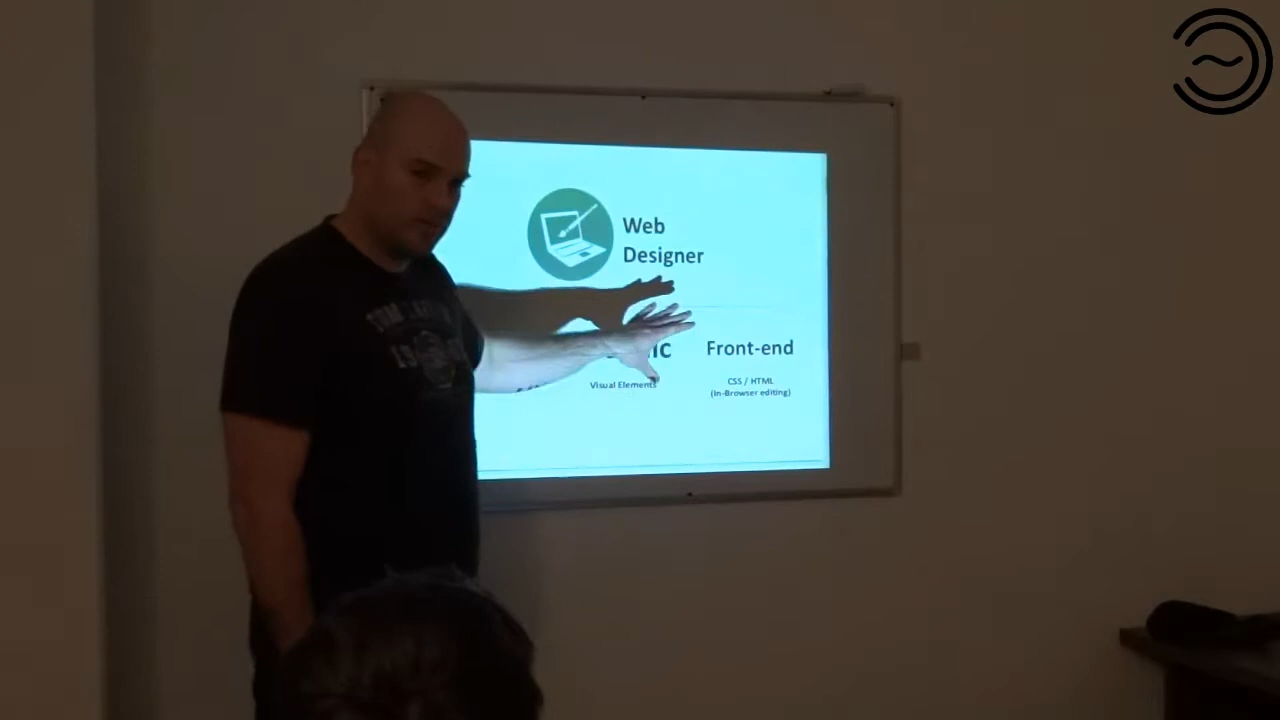 Web
Designer
Front-end
Visual Elements
CSS / HTML
(In-Browser editing)